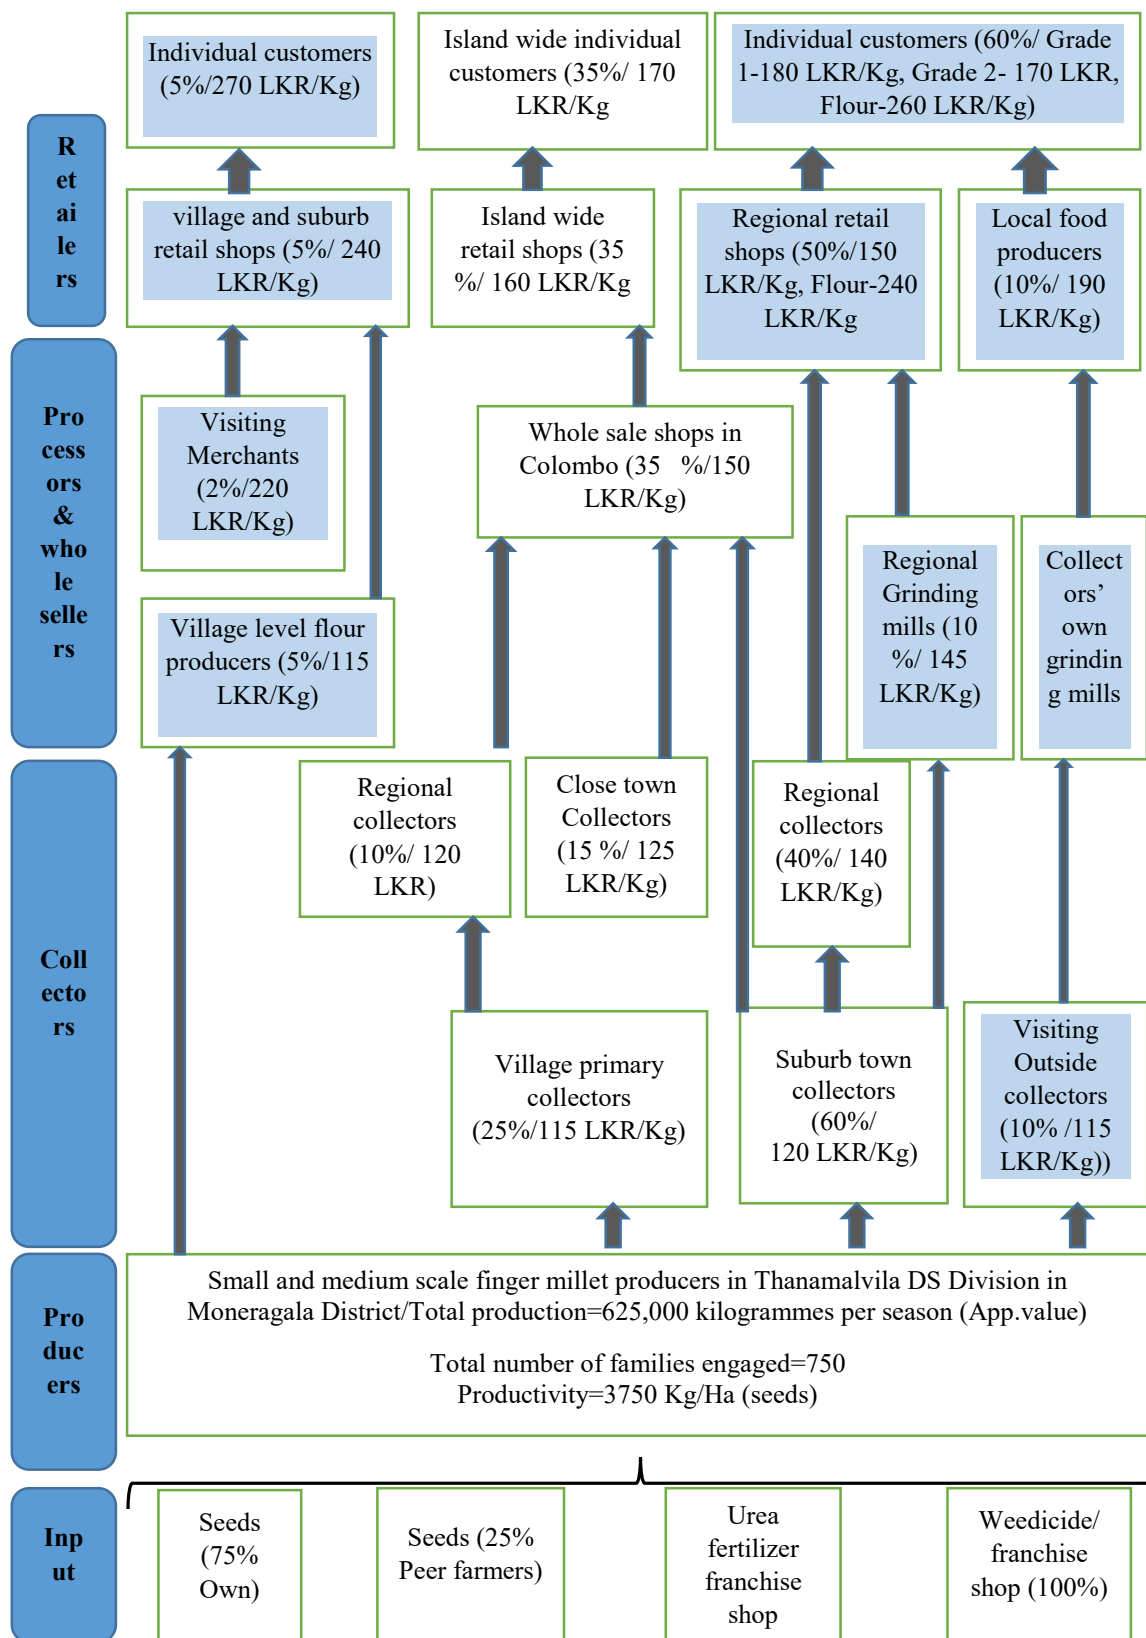 Individual customers
(5%/270 LKR/Kg)
Island wide individual
customers (35%/ 170
LKR/Kg
Individual customers (60%/ Grade
1-180 LKR/Kg, Grade 2- 170 LKR,
Flour-260 LKR/Kg)
R
et
ai
le
rs
village and suburb
retail shops (5%/ 240
LKR/Kg)
Island wide
retail shops (35
%/ 160 LKR/Kg
Regional retail
shops (50%/150
LKR/Kg, Flour-240
LKR/Kg
Local food
producers
(10%/ 190
LKR/Kg)
Pro
cess
ors
&
who
le
selle
rs
Visiting
Merchants
(2%/220
LKR/Kg)
Whole sale shops in
Colombo (35 %/150
LKR/Kg)
Regional
Grinding
mills (10
%/ 145
LKR/Kg)
Collect
ors’
own
grindin
g mills
Village level flour
producers (5%/115
LKR/Kg)
Coll
ecto
rs
Regional
collectors
(10%/ 120
LKR)
Close town
Collectors
(15 %/ 125
LKR/Kg)
Regional
collectors
(40%/ 140
LKR/Kg)
Village primary
collectors
(25%/115 LKR/Kg)
Suburb town
collectors
(60%/
120 LKR/Kg)
Visiting
Outside
collectors
(10% /115
LKR/Kg))
Pro
duc
ers
Small and medium scale finger millet producers in Thanamalvila DS Division in
Moneragala District/Total production=625,000 kilogrammes per season (App.value)
Total number of families engaged=750
Productivity=3750 Kg/Ha (seeds)
Inp
ut
Seeds
(75%
Own)
Seeds (25%
Peer farmers)
Urea
fertilizer
franchise
shop
Weedicide/
franchise
shop (100%)